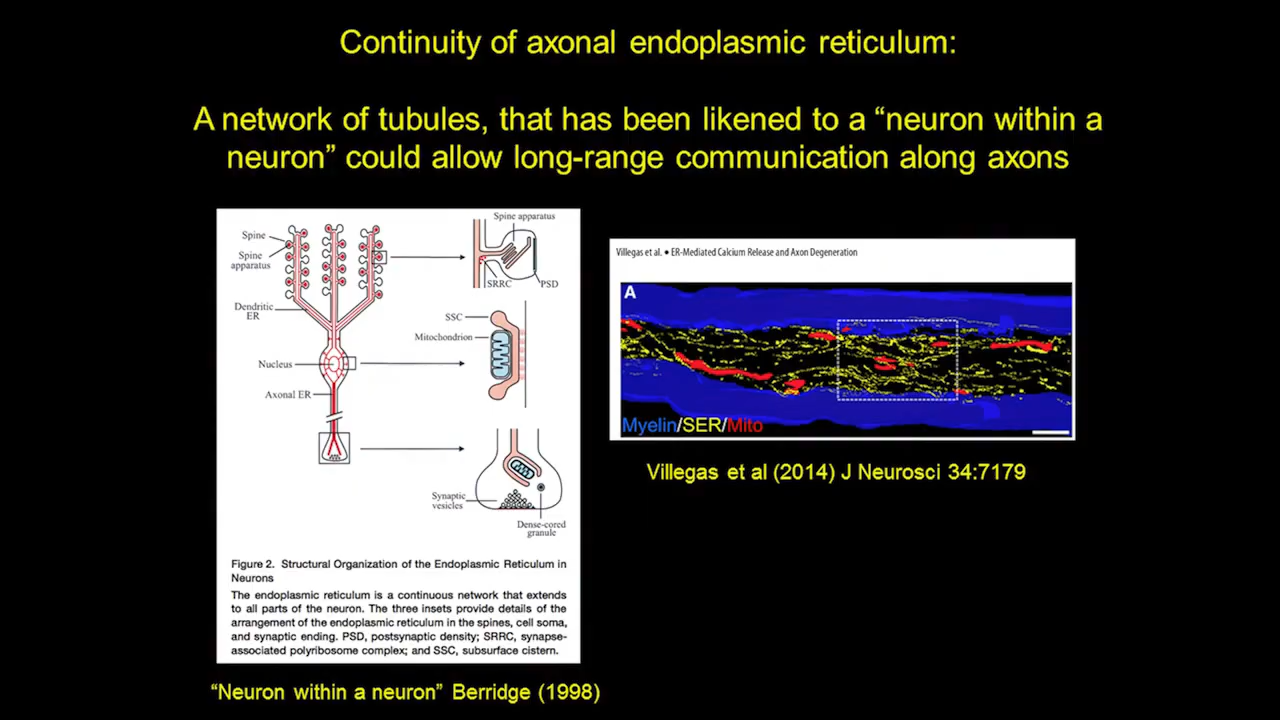 Continuity of axonal endoplasmic reticulum:
A network of tubules, that has been likened to a “neuron within a
neuron” could allow long-range communication along axons
Spine
Spine
apparatus
Dendritic
ER
Nucleus
Axonal ER
Spine apparatus
SRRC
PSD
SSC
Mitochondrion
Synaptic
vesicles
Dense-cored
granule
Figure 2. Structural Organization of the Endoplasmic Reticulum in
Neurons
The endoplasmic reticulum is a continuous network that extends
to all parts of the neuron. The three insets provide details of the
arrangement of the endoplasmic reticulum in the spines, cell soma,
and synaptic ending. PSD, postsynaptic density; SRRC, synapse-
associated polyribosome complex; and SSC, subsurface cistern.
“Neuron within a neuron” Berridge (1998)
Villegas et al. • ER-Mediated Calcium Release and Axon Degeneration
A
Myelin/SER/Mito
Villegas et al (2014) J Neurosci 34:7179